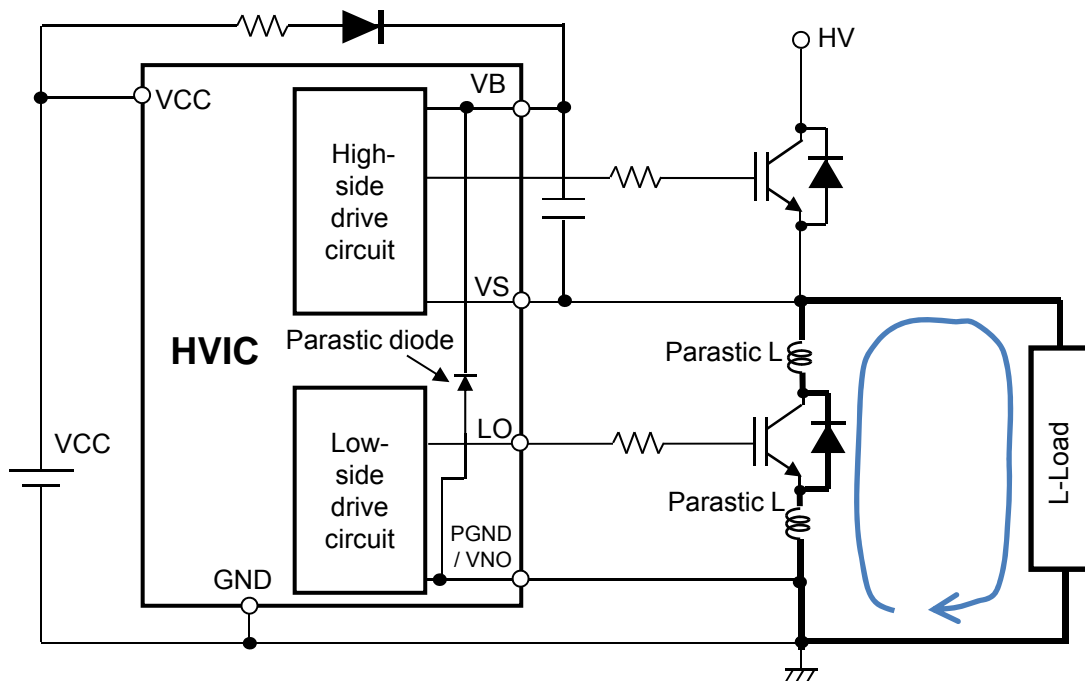 HV
VCC
VB
High-
side
drive
circuit
VS
Parastic diode
HVIC
Parastic L
VCC
LO
Low-
side
drive
circuit
Parastic L
L-Load
PGND
/ VNO
GND